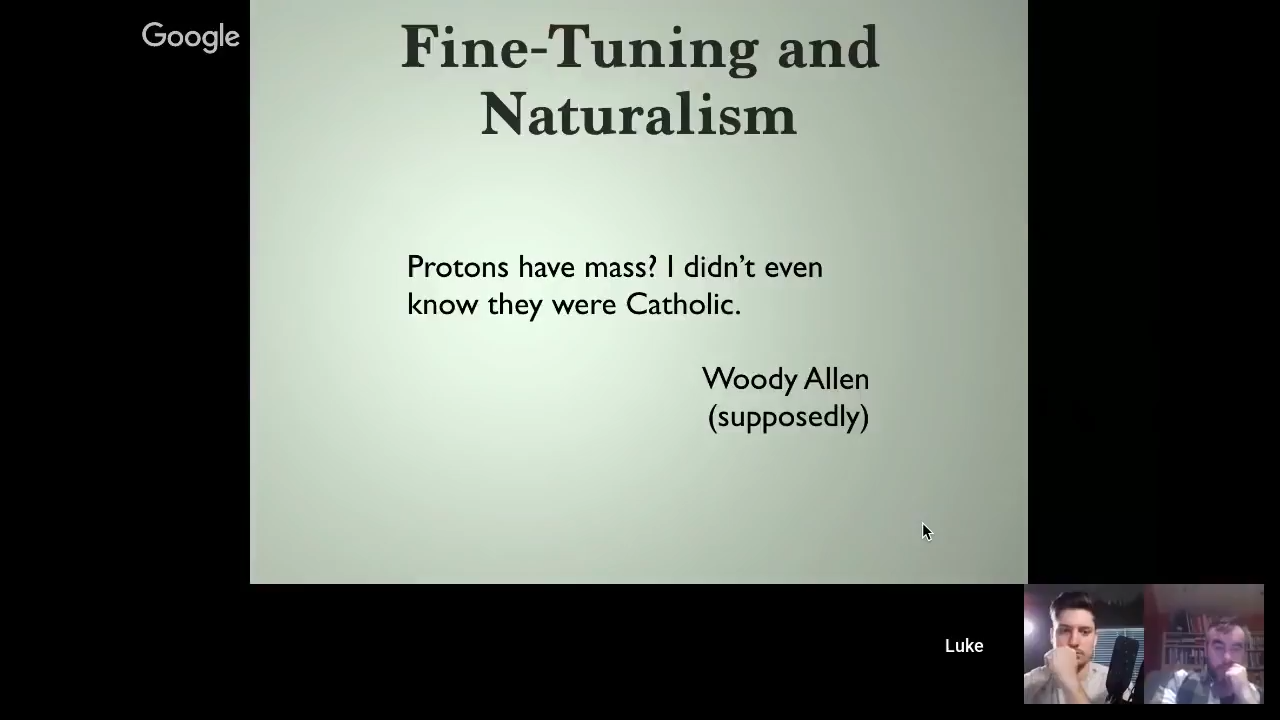 Google
Fine-Tuning and
Naturalism
Protons have mass? I didn’t even
know they were Catholic.
Woody Allen
(supposedly)
Luke